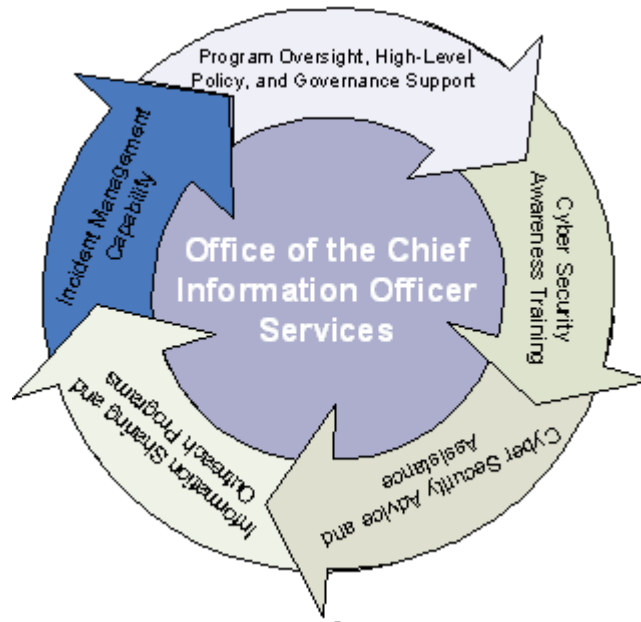 Program Oversight, High-Level
Policy, and Governance Support
Cyber Security
Awareness Training
Cyber Security Advice and
Assistance
Information Sharing and
Outreach Programs
Incident Management
Capability
Office of the Chief
Information Officer
Services